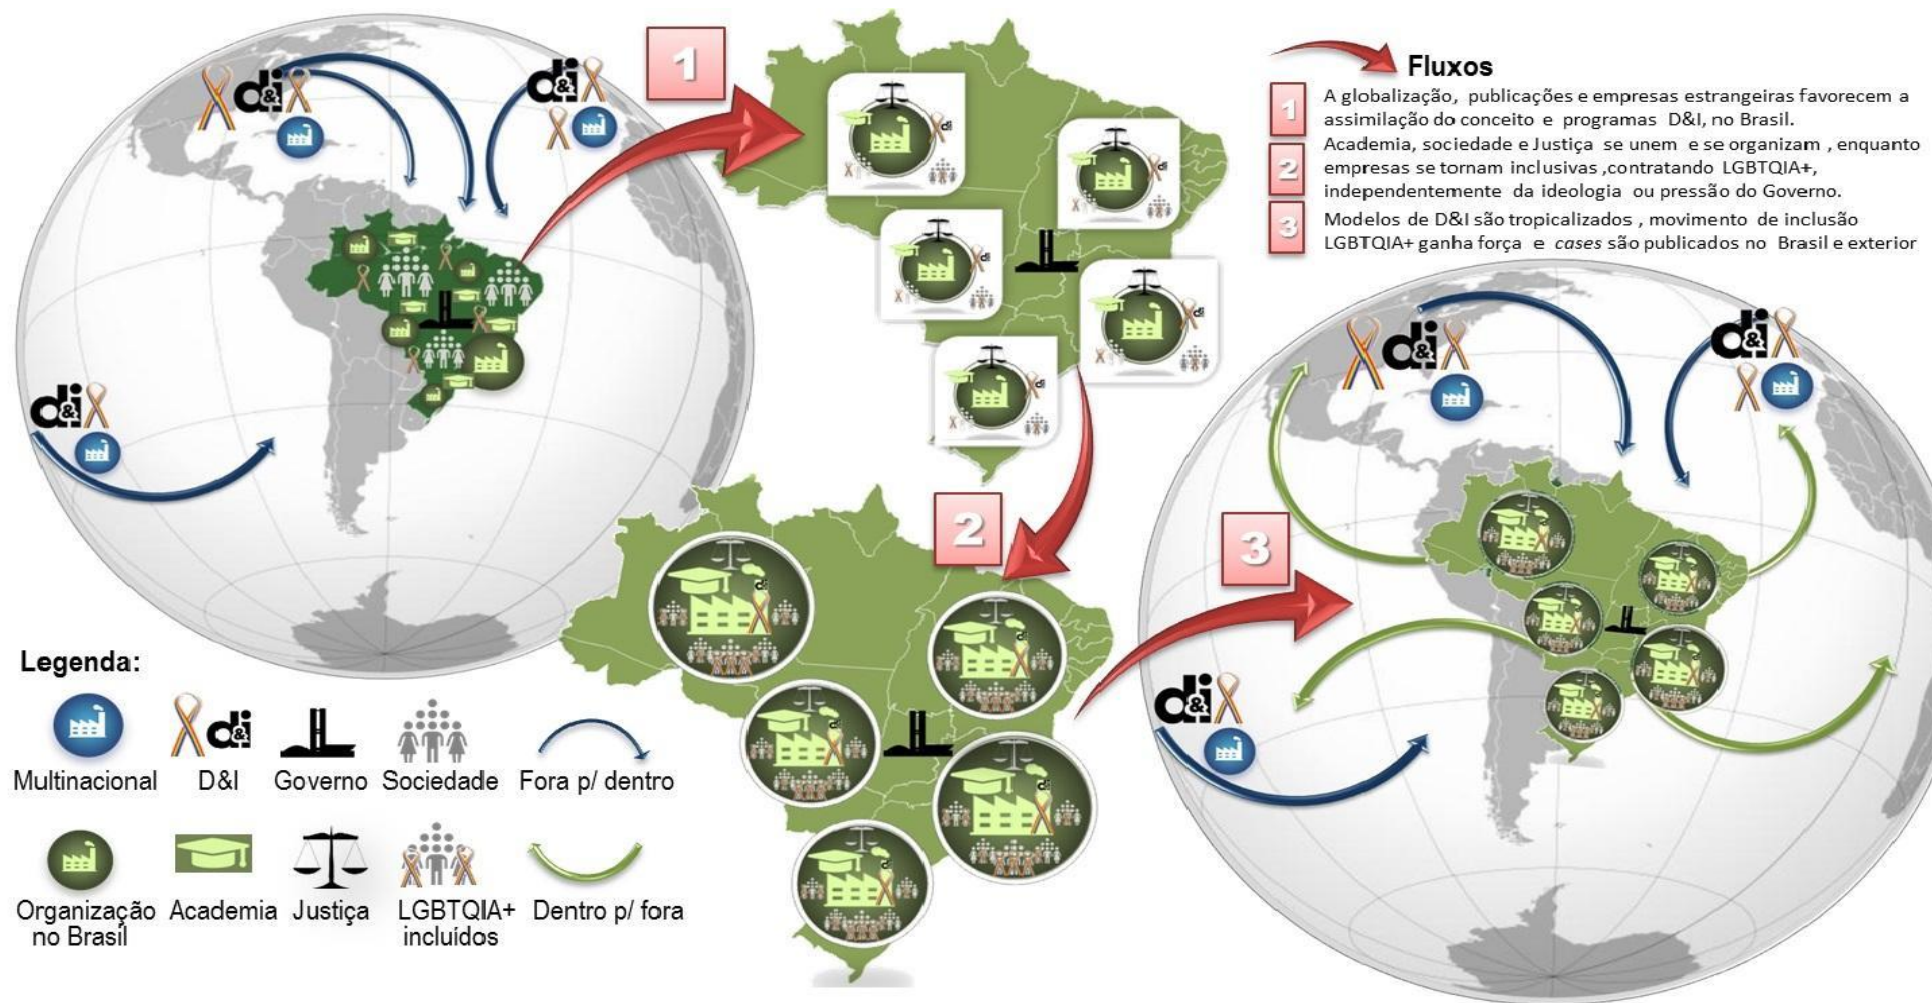 1
Fluxos
1 A globalização, publicações e empresas estrangeiras favorecem a
assimilação do conceito e programas D&I, no Brasil.
2 Academia, sociedade e Justiça se unem e se organizam , enquanto
empresas se tornam inclusivas ,contratando LGBTQIA+,
independentemente da ideologia ou pressão do Governo.
3 Modelos de D&I são tropicalizados , movimento de inclusão
LGBTQIA+ ganha força e cases são publicados no Brasil e exterior
d&i
d&i
d&i
2
3
d&i
d&i
d&i
Legenda:
d&i
Multinacional D&I Governo Sociedade Fora p/ dentro
Organização Academia Justiça LGBTQIA+ Dentro p/ fora
no Brasil incluídos